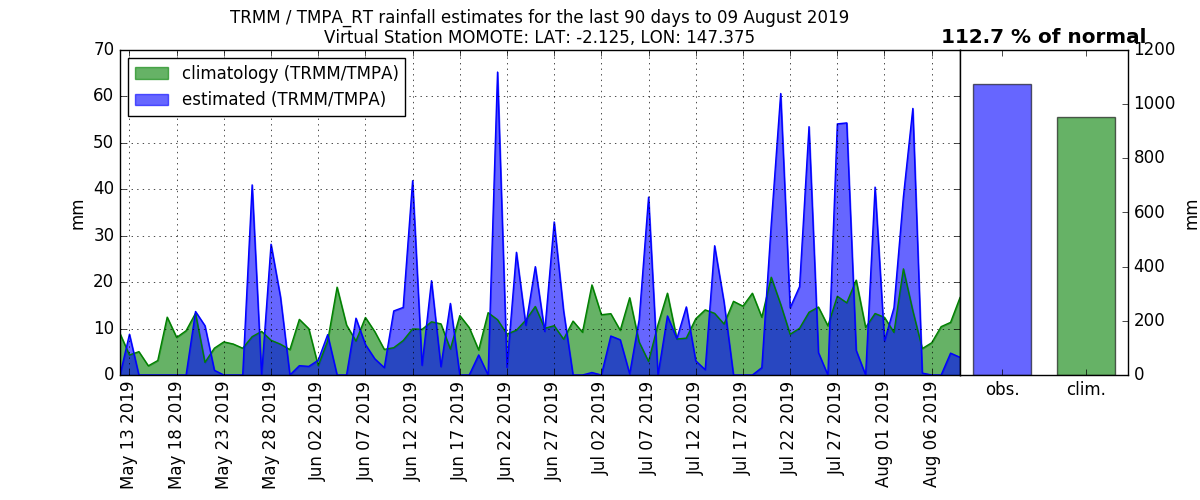 TRMM / TMPA_RT rainfall estimates for the last 90 days to 09 August 2019
Virtual Station MOMOTE: LAT: -2.125, LON: 147.375
112.7 % of normal
climatology (TRMM/TMPA)
estimated (TRMM/TMPA)
mm
70
60
50
40
30
20
10
0
May 13 2019
May 18 2019
May 23 2019
May 28 2019
Jun 02 2019
Jun 07 2019
Jun 12 2019
Jun 17 2019
Jun 22 2019
Jun 27 2019
Jul 02 2019
Jul 07 2019
Jul 12 2019
Jul 17 2019
Jul 22 2019
Jul 27 2019
Aug 01 2019
Aug 06 2019
1200
1000
800
600
400
200
0
mm
obs.
clim.